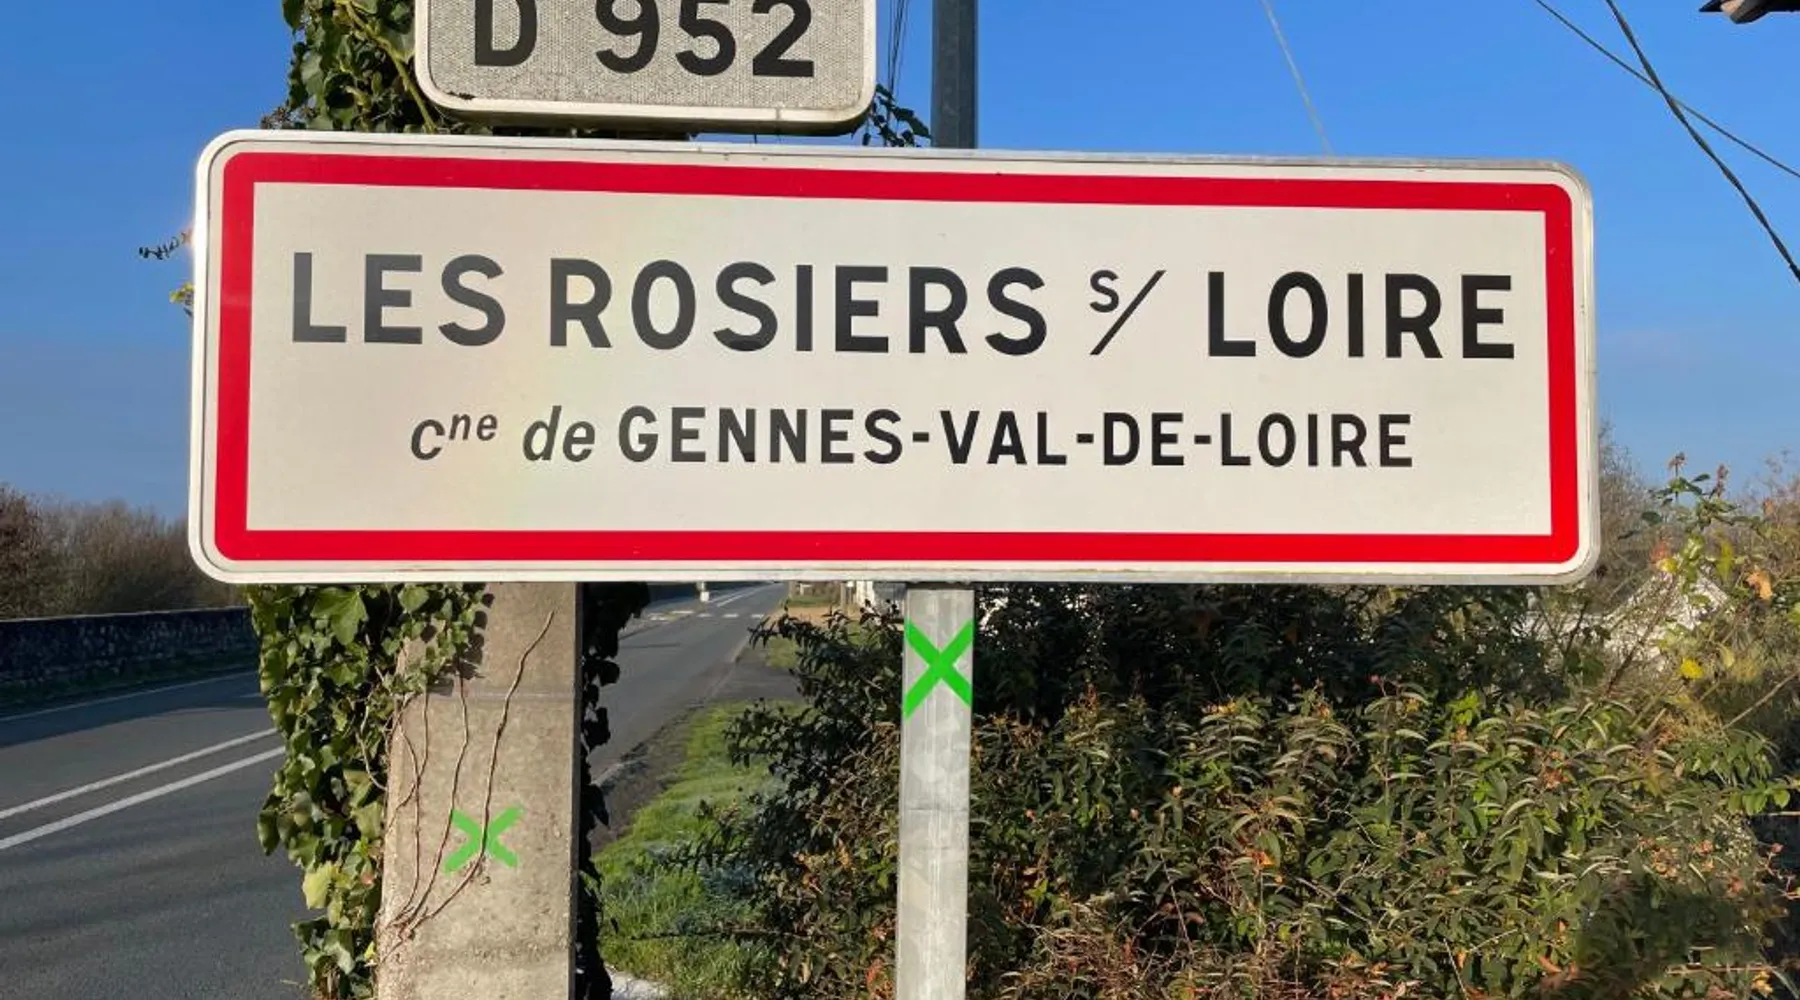 D 952
LES ROSIERS s/ LOIRE
cne de GENNES-VAL-DE-LOIRE